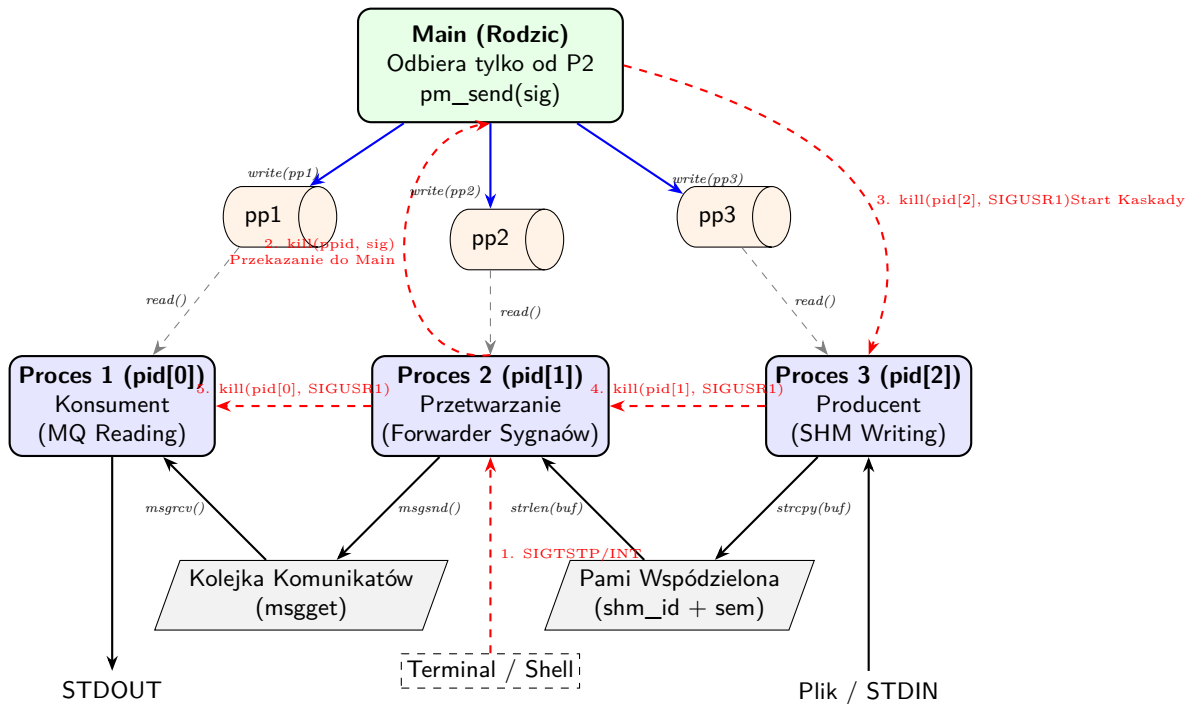 Main (Rodzic)
Odbiera tylko od P2
pm_send(sig)
write(pp1)
write(pp2)
write(pp3)
pp1
pp2
pp3
3. kill(pid[2], SIGUSR1)Start Kaskady
2. kill(ppid, sig)
Przekazanie do Main
read()
read()
read()
Proces 1 (pid[0])
Konsument
(MQ Reading)
5. kill(pid[0], SIGUSR1)
Proces 2 (pid[1])
Przetwarzanie
(Forwarder Sygnaów)
4. kill(pid[1], SIGUSR1)
Proces 3 (pid[2])
Producent
(SHM Writing)
msgrcv()
msgsnd()
strlen(buf)
strcpy(buf)
1. SIGTSTP/INT
Kolejka Komunikatów
(msgget)
Pami Wspódzielona
(shm_id + sem)
Terminal / Shell
STDOUT
Plik / STDIN